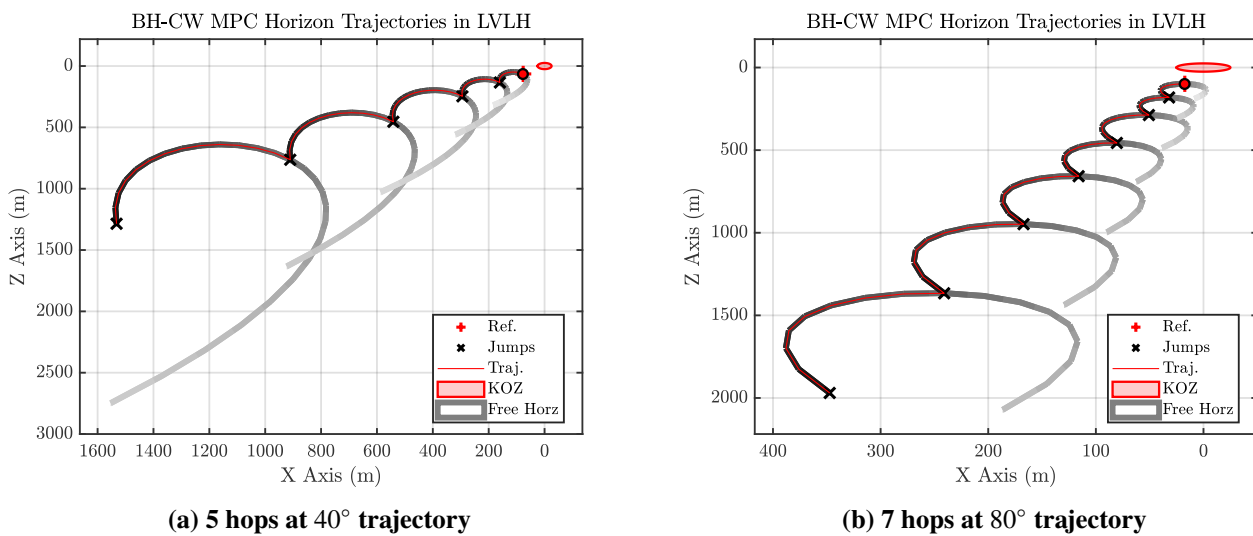 BH-CW MPC Horizon Trajectories in LVLH
0
500
1000
1500
2000
2500
3000
Z Axis (m)
1600 1400 1200 1000 800 600 400 200 0
X Axis (m)
Ref.
Jumps
Traj.
KOZ
Free Horz
(a) 5 hops at 40° trajectory
BH-CW MPC Horizon Trajectories in LVLH
0
500
1000
1500
2000
Z Axis (m)
400 300 200 100 0
X Axis (m)
Ref.
Jumps
Traj.
KOZ
Free Horz
(b) 7 hops at 80° trajectory